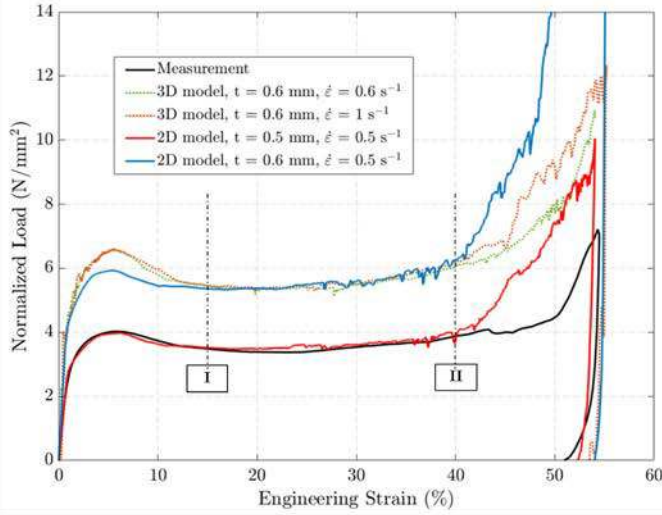 14
12
10
8
6
4
2
0
Normalized Load (N/mm²)
Measurement
3D model, t = 0.6 mm, ε̇ = 0.6 s⁻¹
3D model, t = 0.6 mm, ε̇ = 1 s⁻¹
2D model, t = 0.5 mm, ε̇ = 0.5 s⁻¹
2D model, t = 0.6 mm, ε̇ = 0.5 s⁻¹
I
II
0 10 20 30 40 50 60
Engineering Strain (%)